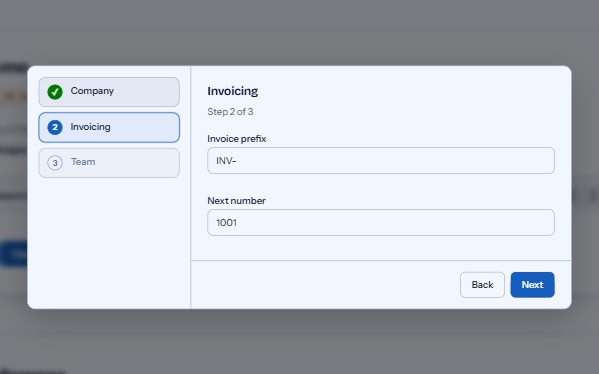 Company
2 Invoicing
3 Team
Invoicing
Step 2 of 3
Invoice prefix
INV-
Next number
1001
Back
Next